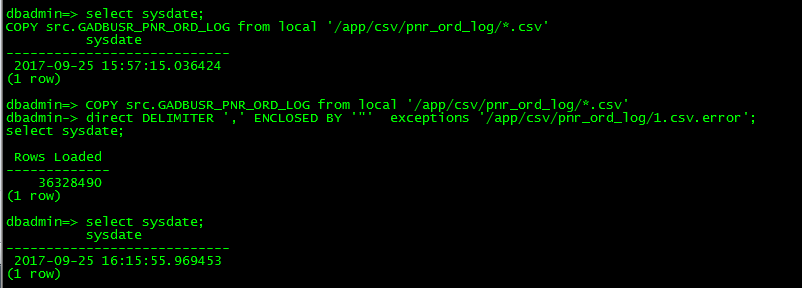 dbadmin=> select sysdate;
COPY src.GADBUSR_PNR_ORD_LOG from local '/app/csv/pnr_ord_log/*.csv'
          sysdate
----------------------------
 2017-09-25 15:57:15.036424
(1 row)

dbadmin=> COPY src.GADBUSR_PNR_ORD_LOG from local '/app/csv/pnr_ord_log/*.csv'
dbadmin-> direct DELIMITER ',' ENCLOSED BY '"'  exceptions '/app/csv/pnr_ord_log/1.csv.error';
select sysdate;

 Rows Loaded
-------------
    36328490
(1 row)

dbadmin=> select sysdate;
          sysdate
----------------------------
 2017-09-25 16:15:55.969453
(1 row)